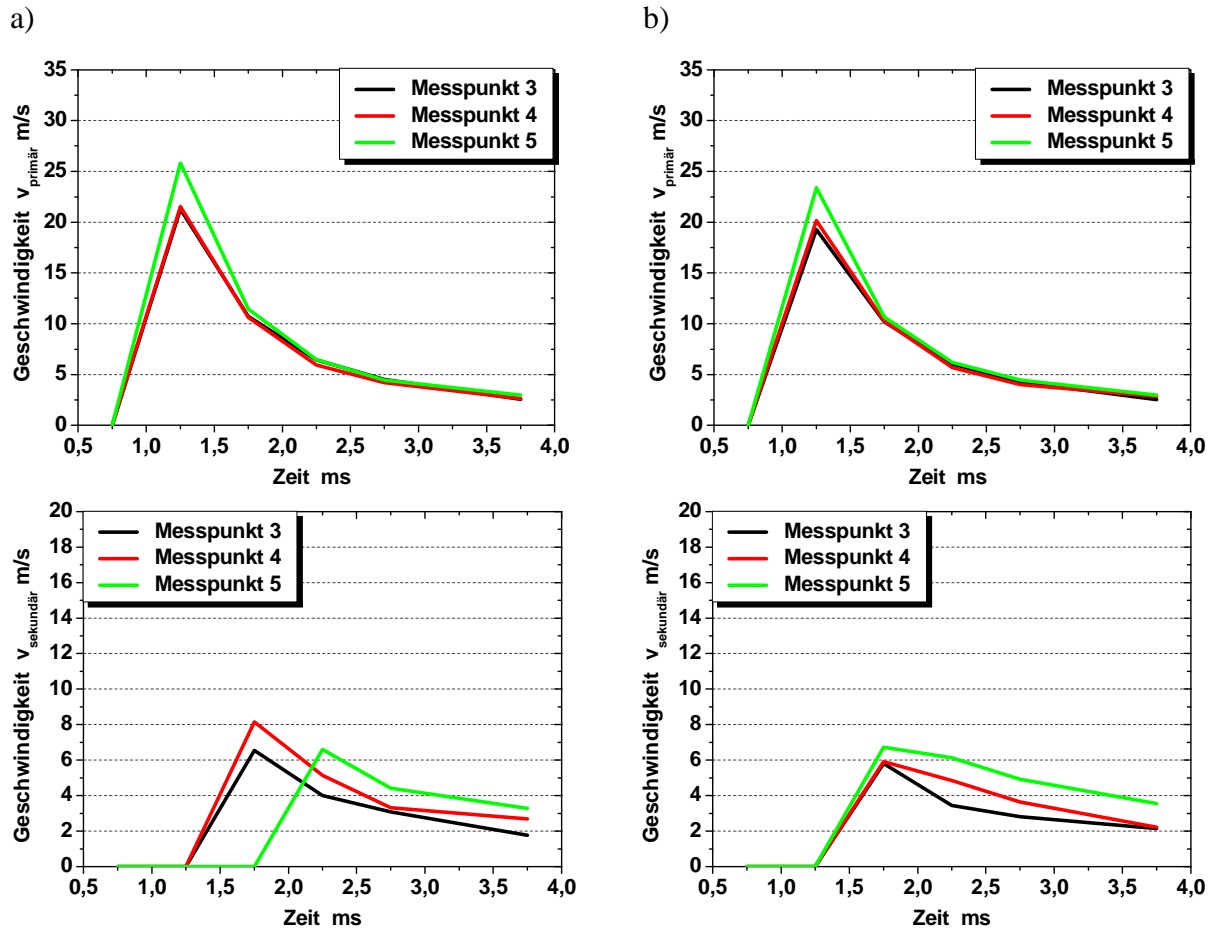 a)
b)
35
30
25
20
15
10
5
0
Geschwindigkeit v primär m/s
Messpunkt 3
Messpunkt 4
Messpunkt 5
0,5 1,0 1,5 2,0 2,5 3,0 3,5 4,0
Zeit ms
35
30
25
20
15
10
5
0
Geschwindigkeit v primär m/s
Messpunkt 3
Messpunkt 4
Messpunkt 5
0,5 1,0 1,5 2,0 2,5 3,0 3,5 4,0
Zeit ms
20
18
16
14
12
10
8
6
4
2
0
Geschwindigkeit v sekundär m/s
Messpunkt 3
Messpunkt 4
Messpunkt 5
0,5 1,0 1,5 2,0 2,5 3,0 3,5 4,0
Zeit ms
20
18
16
14
12
10
8
6
4
2
0
Geschwindigkeit v sekundär m/s
Messpunkt 3
Messpunkt 4
Messpunkt 5
0,5 1,0 1,5 2,0 2,5 3,0 3,5 4,0
Zeit ms